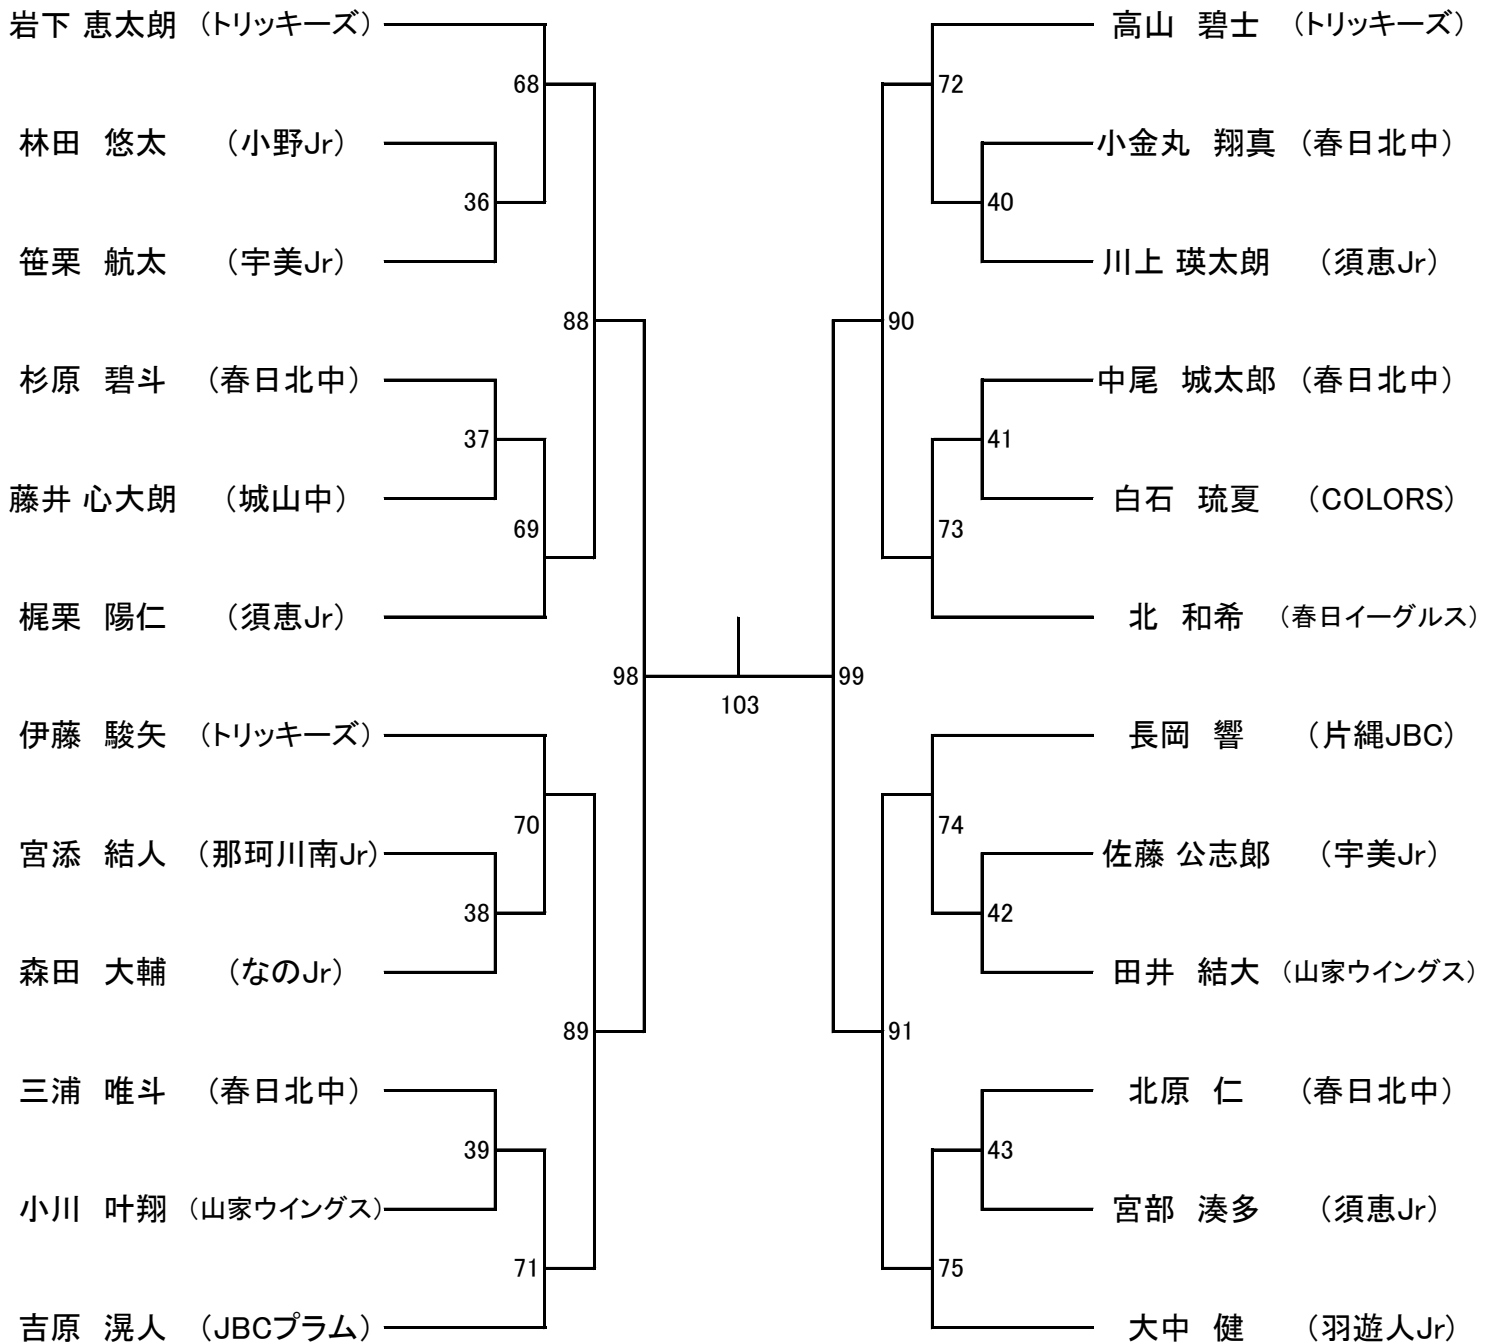 岩下 恵太朗 （トリッキーズ）
68
林田 悠太 （小野Jr）
36
笹栗 航太 （宇美Jr）
88
杉原 碧斗 （春日北中）
37
藤井 心大朗 （城山中）
69
梶栗 陽仁 （須恵Jr）
98
伊藤 駿矢 （トリッキーズ）
70
宮添 結人 （那珂川南Jr）
38
森田 大輔 （なのJr）
89
三浦 唯斗 （春日北中）
39
小川 叶翔 （山家ウイングス）
71
吉原 滉人 （JBCプラム）
103
高山 碧士 （トリッキーズ）
72
小金丸 翔真 （春日北中）
40
川上 瑛太朗 （須恵Jr）
90
中尾 城太郎 （春日北中）
41
白石 琉夏 （COLORS）
73
北 和希 （春日イーグルス）
99
長岡 響 （片縄JBC）
74
佐藤 公志郎 （宇美Jr）
42
田井 結大 （山家ウイングス）
91
北原 仁 （春日北中）
43
宮部 湊多 （須恵Jr）
75
大中 健 （羽遊人Jr）